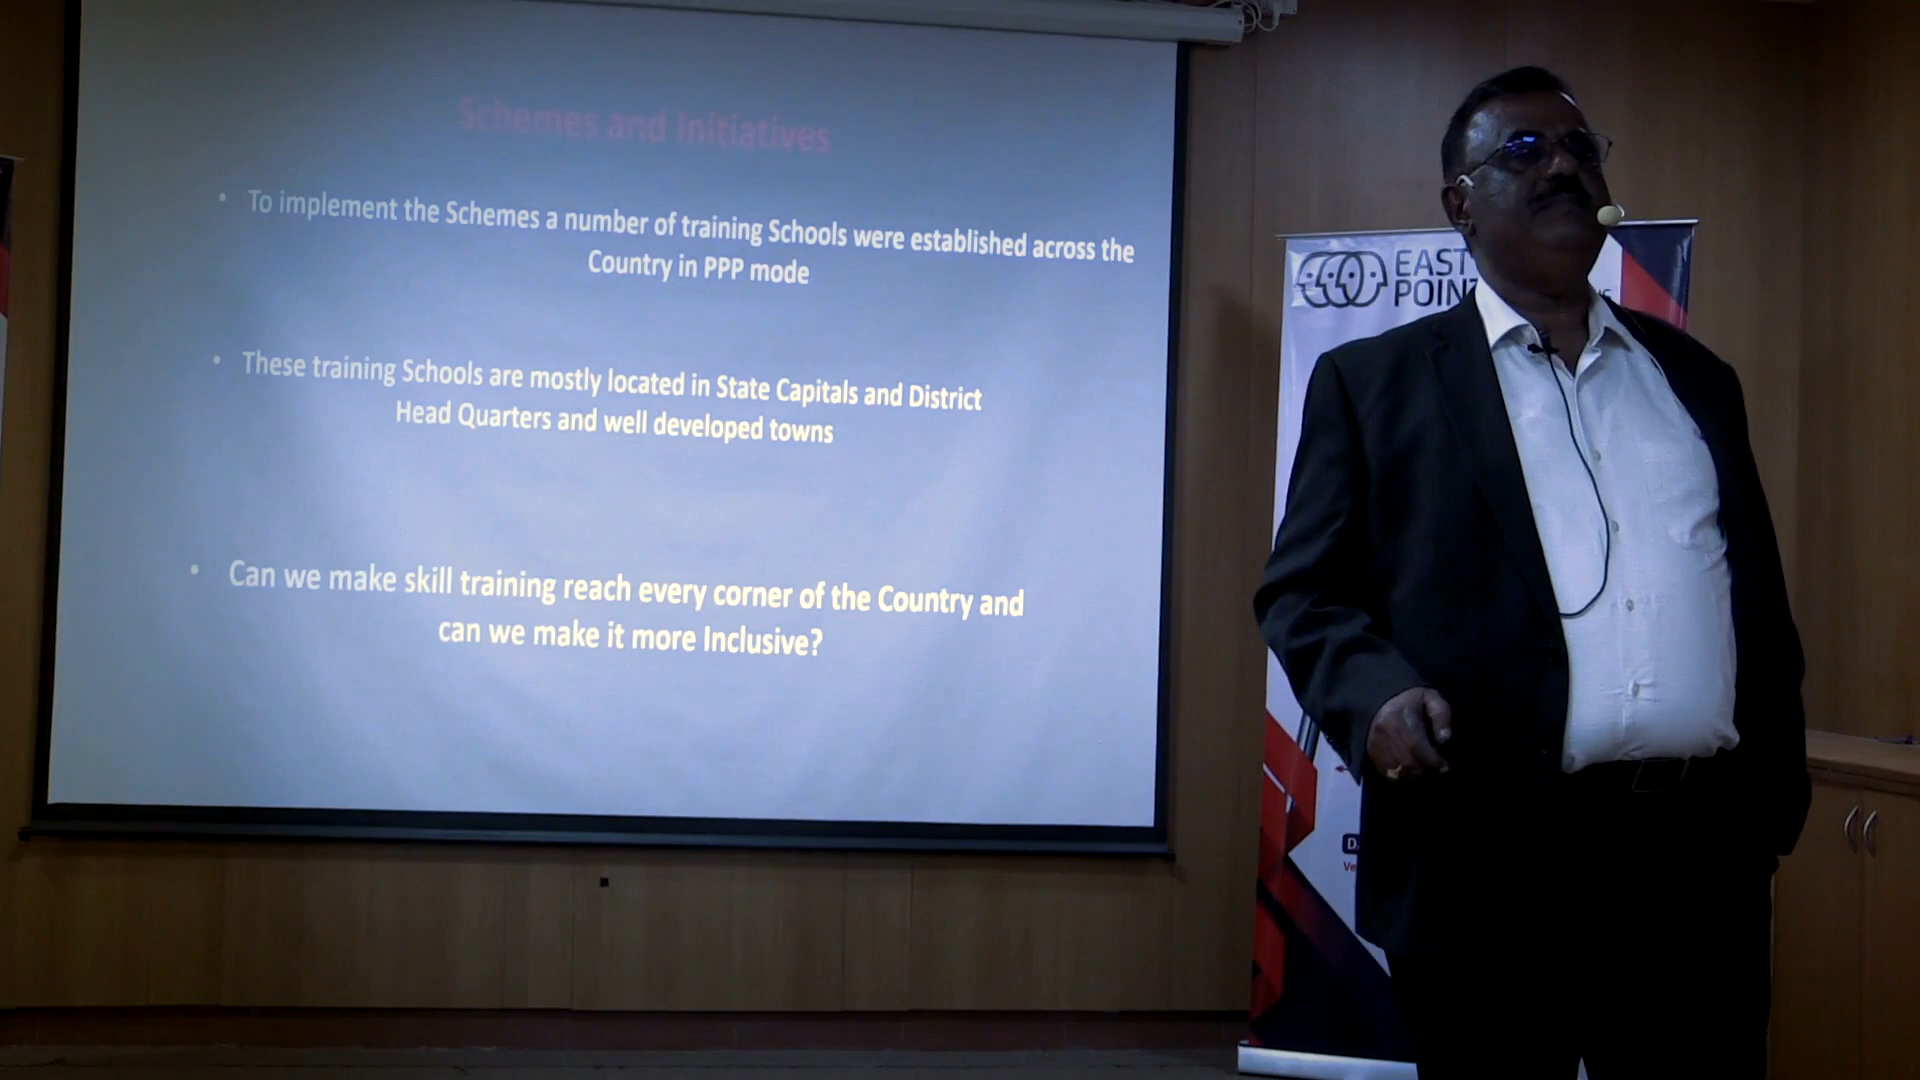 Schemes and Initiatives
• To implement the Schemes a number of training Schools were established across the
Country in PPP mode
• These training Schools are mostly located in State Capitals and District
Head Quarters and well developed towns
• Can we make skill training reach every corner of the Country and
can we make it more Inclusive?
EAST
POINT